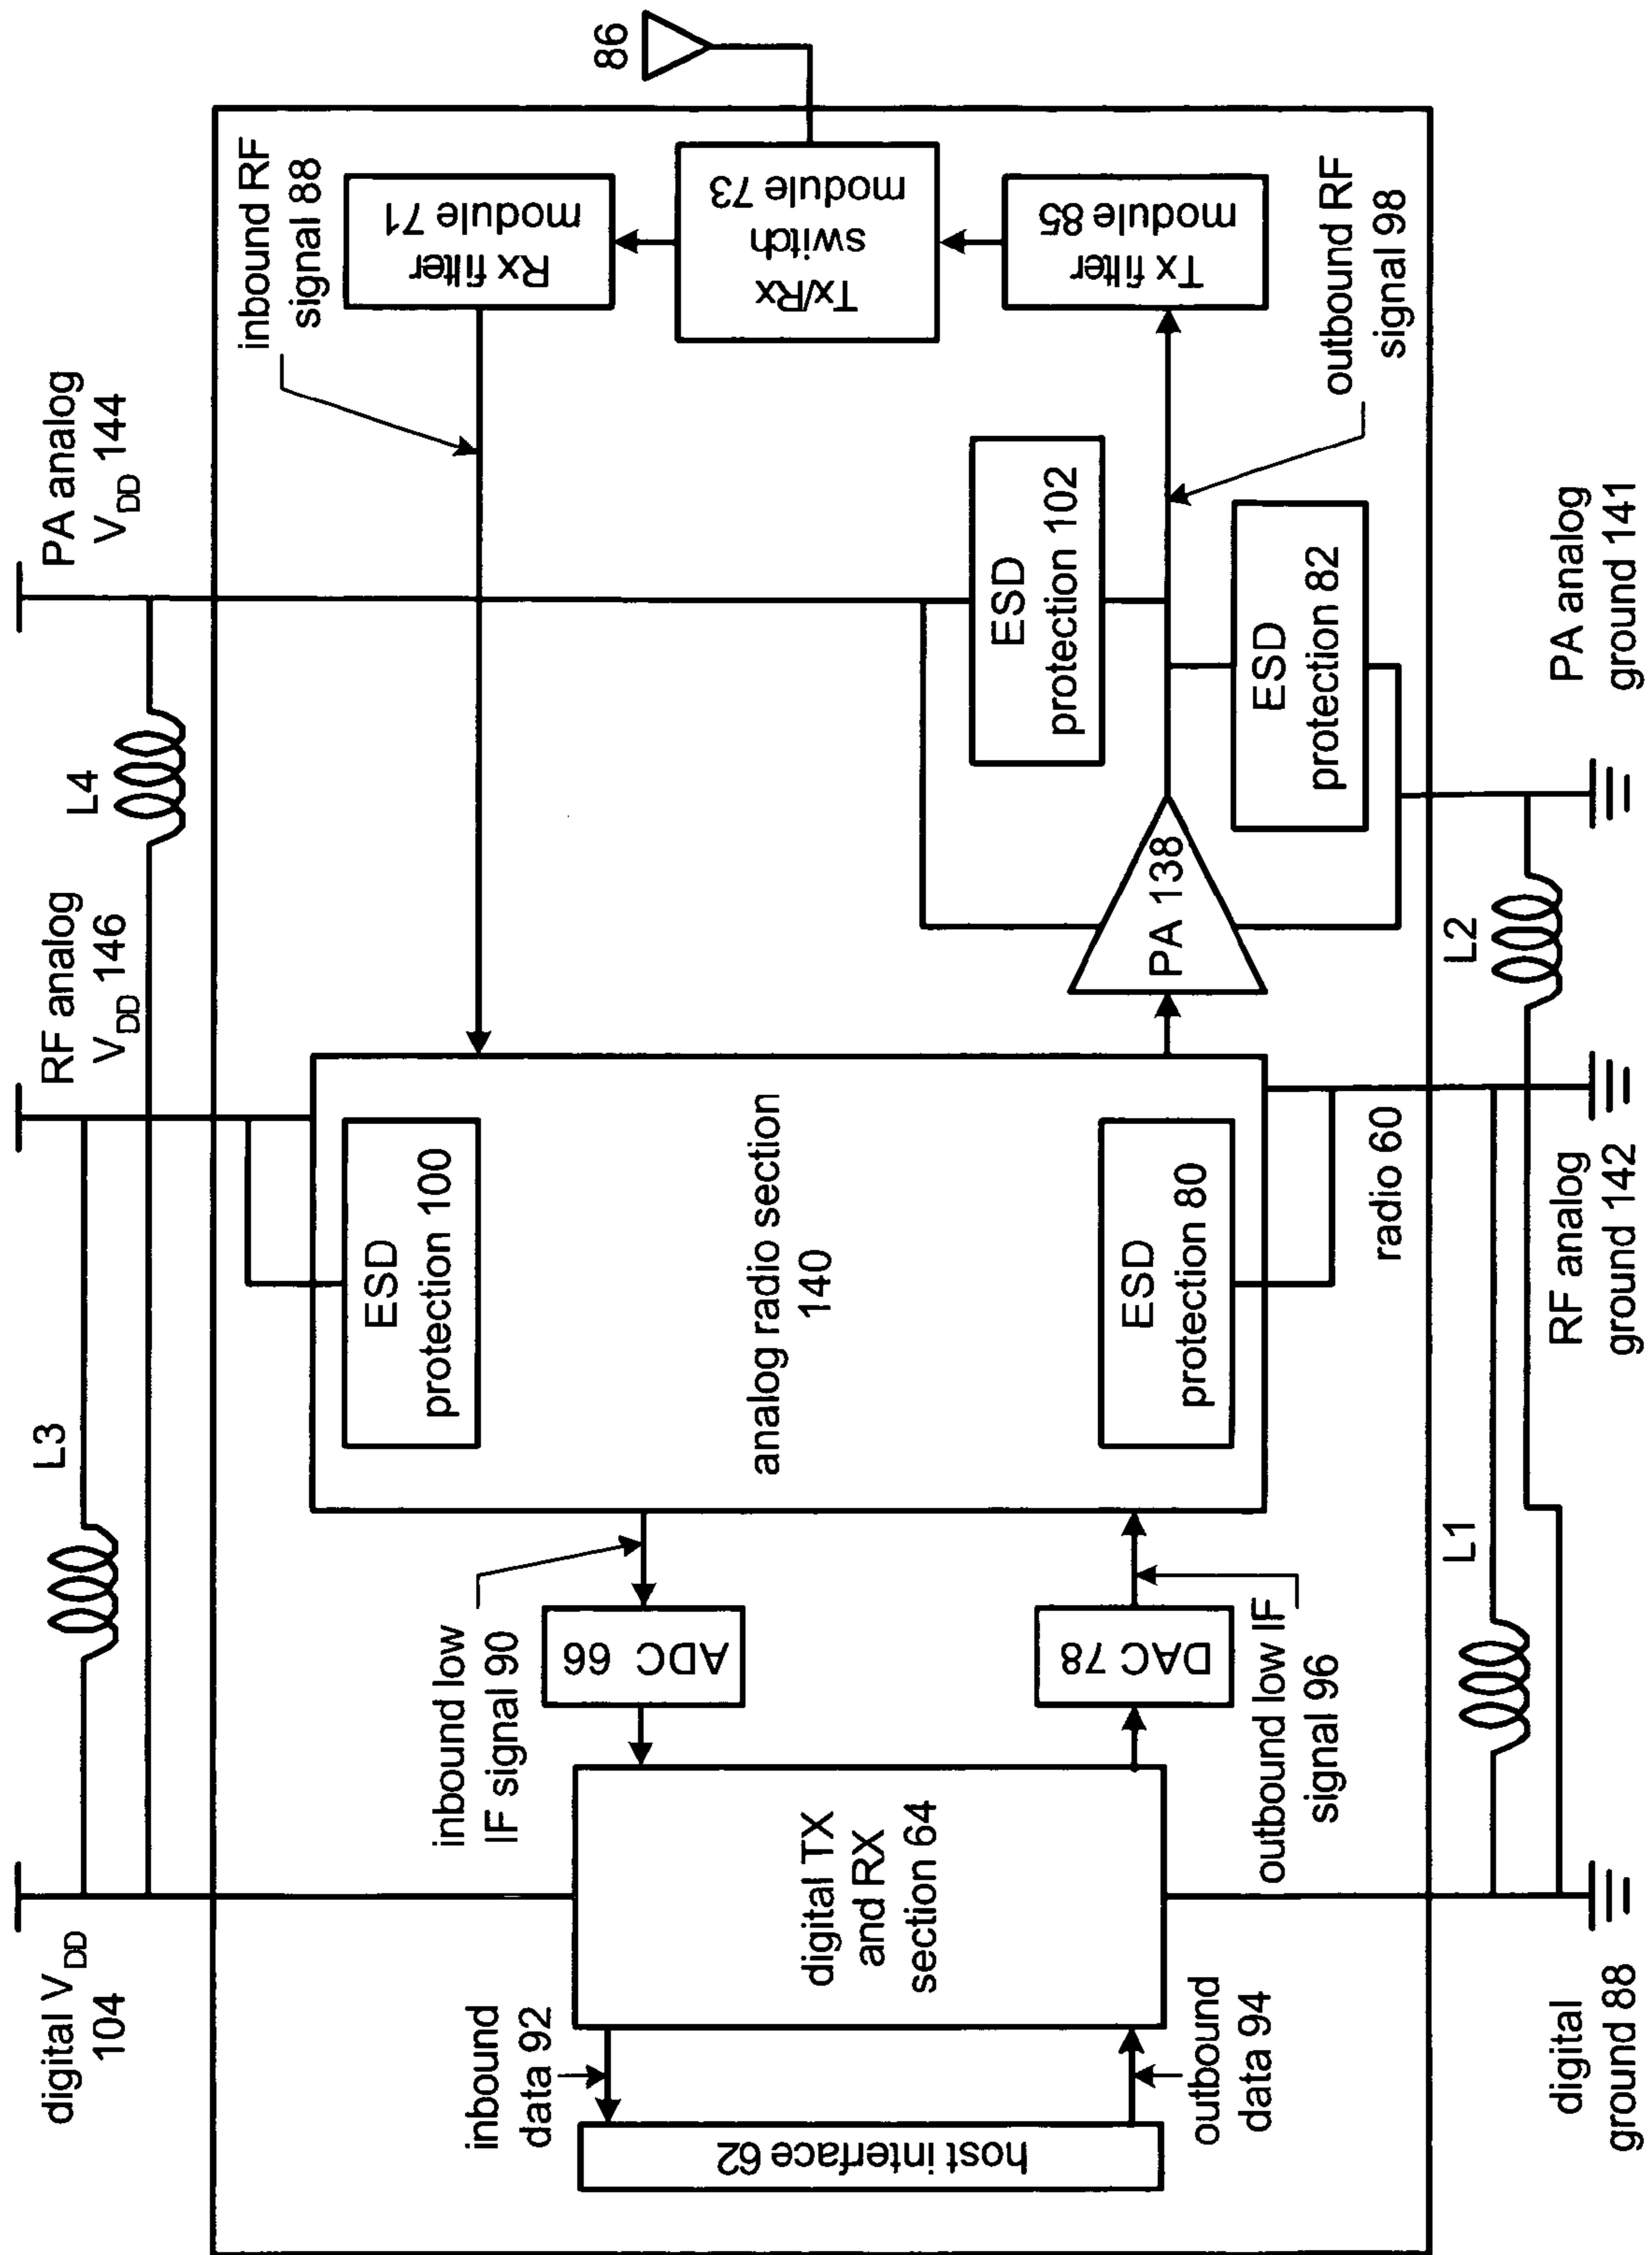 digital V_DD
104
L3
RF analog
V_DD 146
L4
PA analog
V_DD 144
inbound RF
signal 88
86
Rx filter
module 71
Tx/Rx
switch
module 73
Tx filter
module 85
outbound RF
signal 98
ESD
protection 102
ESD
protection 82
PA 138
ESD
protection 100
analog radio section
140
ESD
protection 80
inbound low
IF signal 90
ADC 66
DAC 78
outbound low IF
signal 96
digital TX
and RX
section 64
inbound
data 92
outbound
data 94
host interface 62
radio 60
L1
L2
digital
ground 88
RF analog
ground 142
PA analog
ground 141